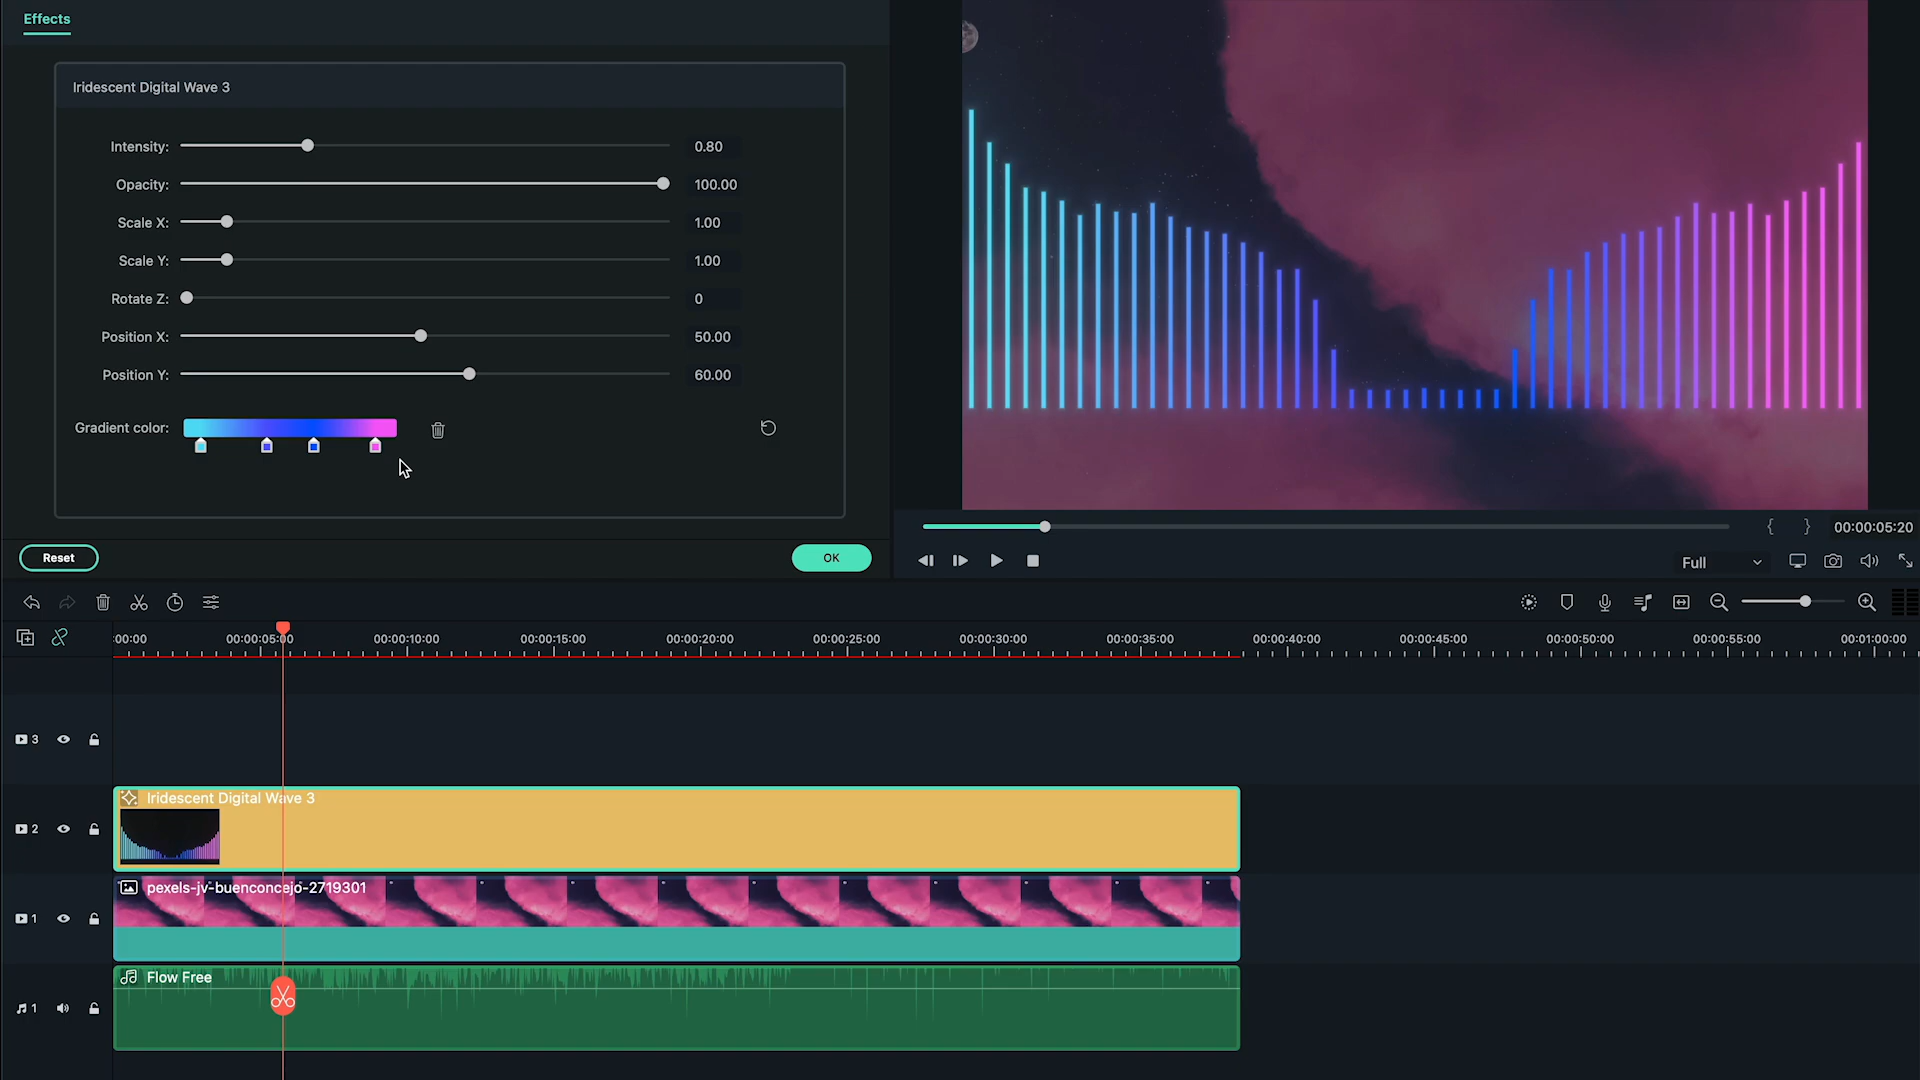 Effects
Iridescent Digital Wave 3
Intensity: 0.80
Opacity: 100.00
Scale X: 1.00
Scale Y: 1.00
Rotate Z: 0
Position X: 50.00
Position Y: 60.00
Gradient color:
Reset OK
{ } 00:00:05:20
Full
:00:00 00:00:05:00 00:00:10:00 00:00:15:00 00:00:20:00 00:00:25:00 00:00:30:00 00:00:35:00 00:00:40:00 00:00:45:00 00:00:50:00 00:00:55:00 00:01:00:00
3
Iridescent Digital Wave 3
2
pexels-jv-buenconcejo-2719301
1
Flow Free
1